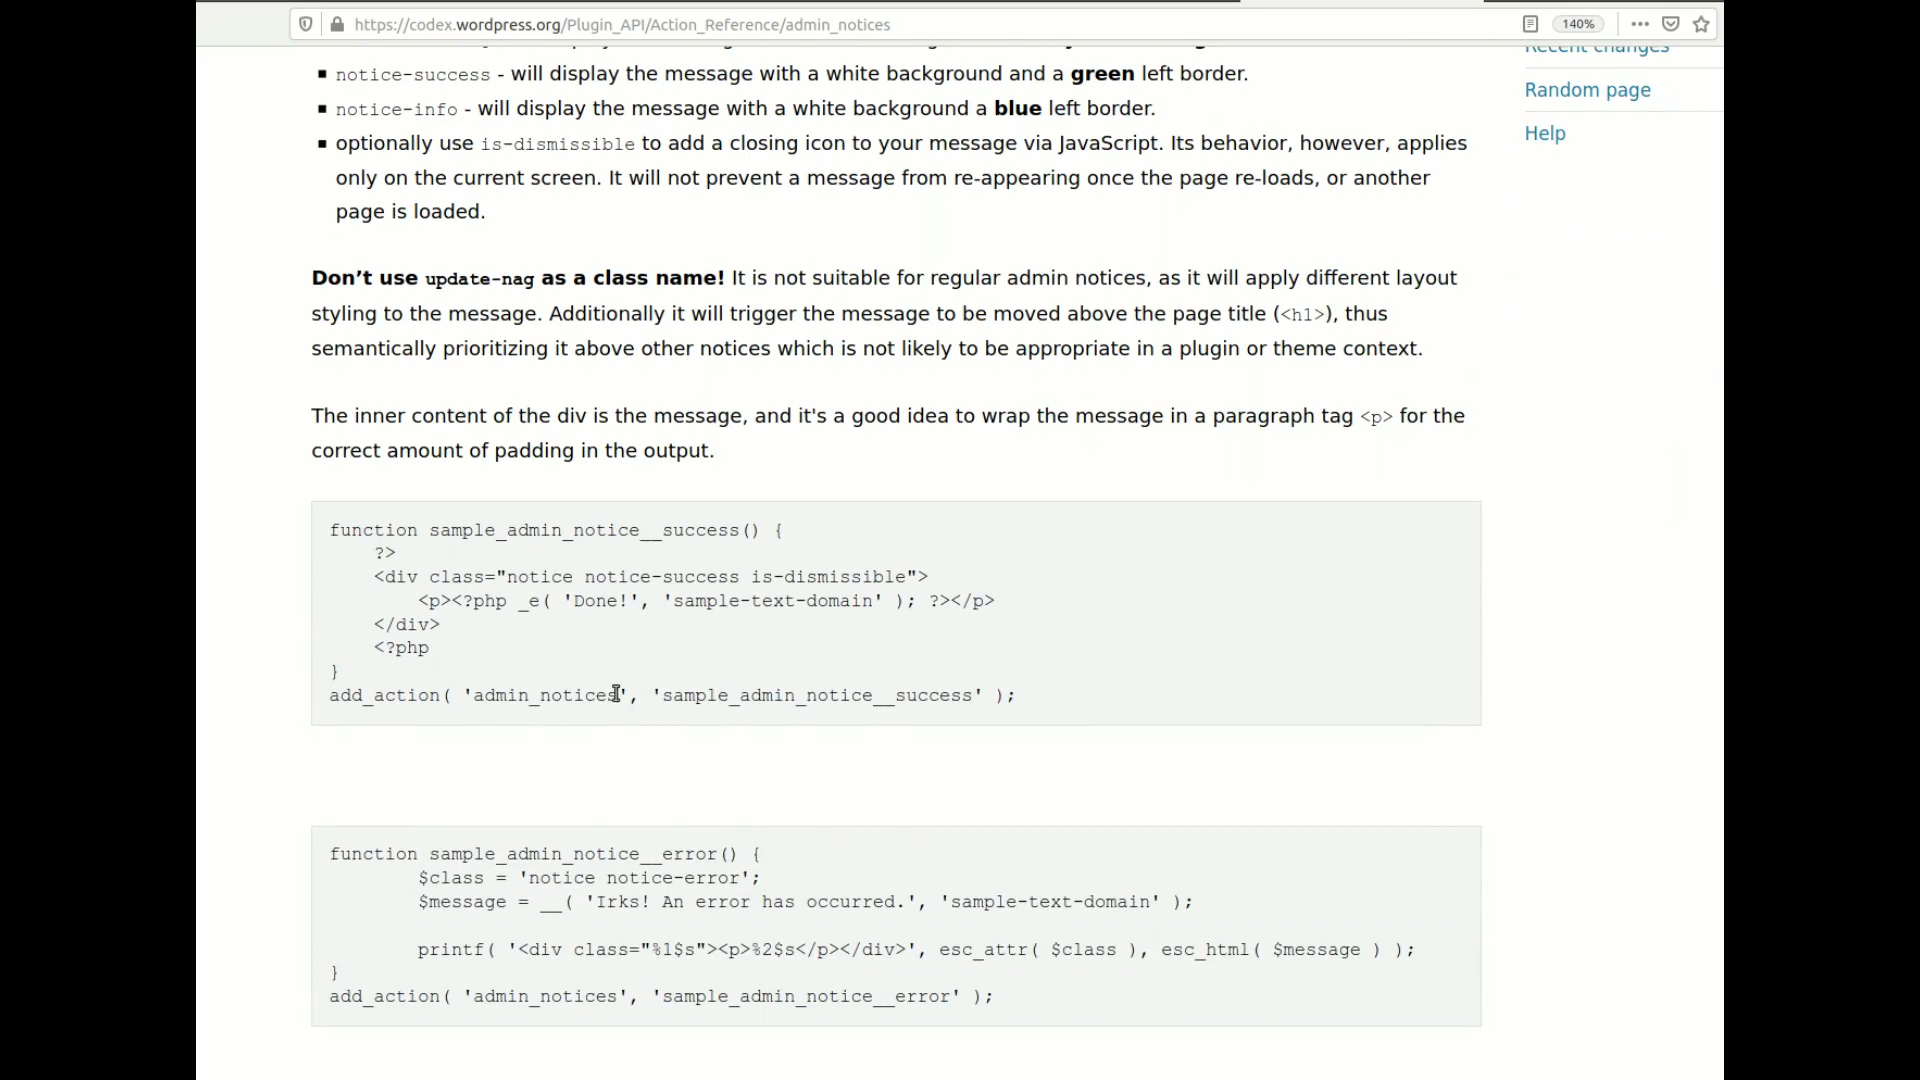 https://codex.wordpress.org/Plugin_API/Action_Reference/admin_notices
140%
Recent changes
notice-success - will display the message with a white background and a green left border.
Random page
notice-info - will display the message with a white background a blue left border.
Help
optionally use is-dismissible to add a closing icon to your message via JavaScript. Its behavior, however, applies
only on the current screen. It will not prevent a message from re-appearing once the page re-loads, or another
page is loaded.
Don’t use update-nag as a class name! It is not suitable for regular admin notices, as it will apply different layout
styling to the message. Additionally it will trigger the message to be moved above the page title (<h1>), thus
semantically prioritizing it above other notices which is not likely to be appropriate in a plugin or theme context.
The inner content of the div is the message, and it's a good idea to wrap the message in a paragraph tag <p> for the
correct amount of padding in the output.
function sample_admin_notice__success() {
    ?>
    <div class="notice notice-success is-dismissible">
        <p><?php _e( 'Done!', 'sample-text-domain' ); ?></p>
    </div>
    <?php
}
add_action( 'admin_notices', 'sample_admin_notice__success' );
function sample_admin_notice__error() {
        $class = 'notice notice-error';
        $message = __( 'Irks! An error has occurred.', 'sample-text-domain' );
        printf( '<div class="%1$s"><p>%2$s</p></div>', esc_attr( $class ), esc_html( $message ) );
}
add_action( 'admin_notices', 'sample_admin_notice__error' );